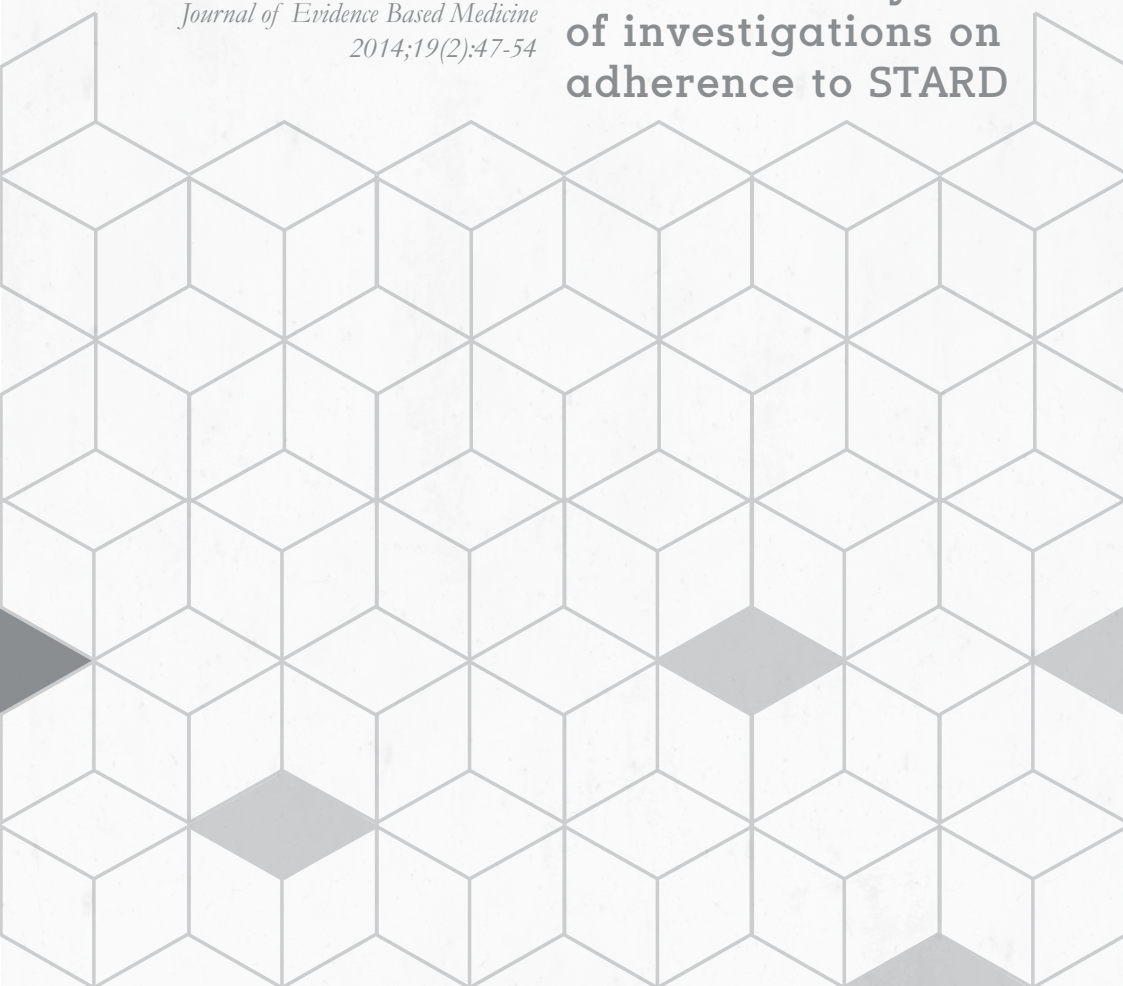 Journal of Evidence Based Medicine
2014;19(2):47-54
of investigations on
adherence to STARD